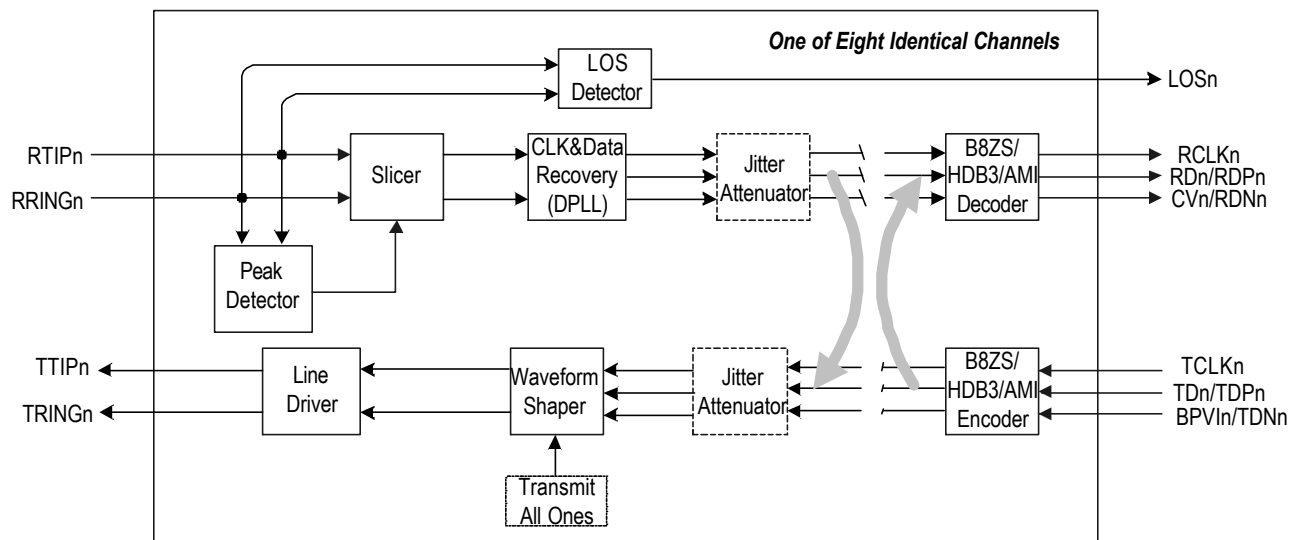 One of Eight Identical Channels
LOS
Detector
LOSn
RTIPn
RRINGn
Slicer
CLK&Data
Recovery
(DPLL)
Jitter
Attenuator
B8ZS/
HDB3/AMI
Decoder
RCLKn
RDn/RDPn
CVn/RDNn
Peak
Detector
TTIPn
TRINGn
Line
Driver
Waveform
Shaper
Jitter
Attenuator
B8ZS/
HDB3/AMI
Encoder
TCLKn
TDn/TDPn
BPVIn/TDNn
Transmit
All Ones